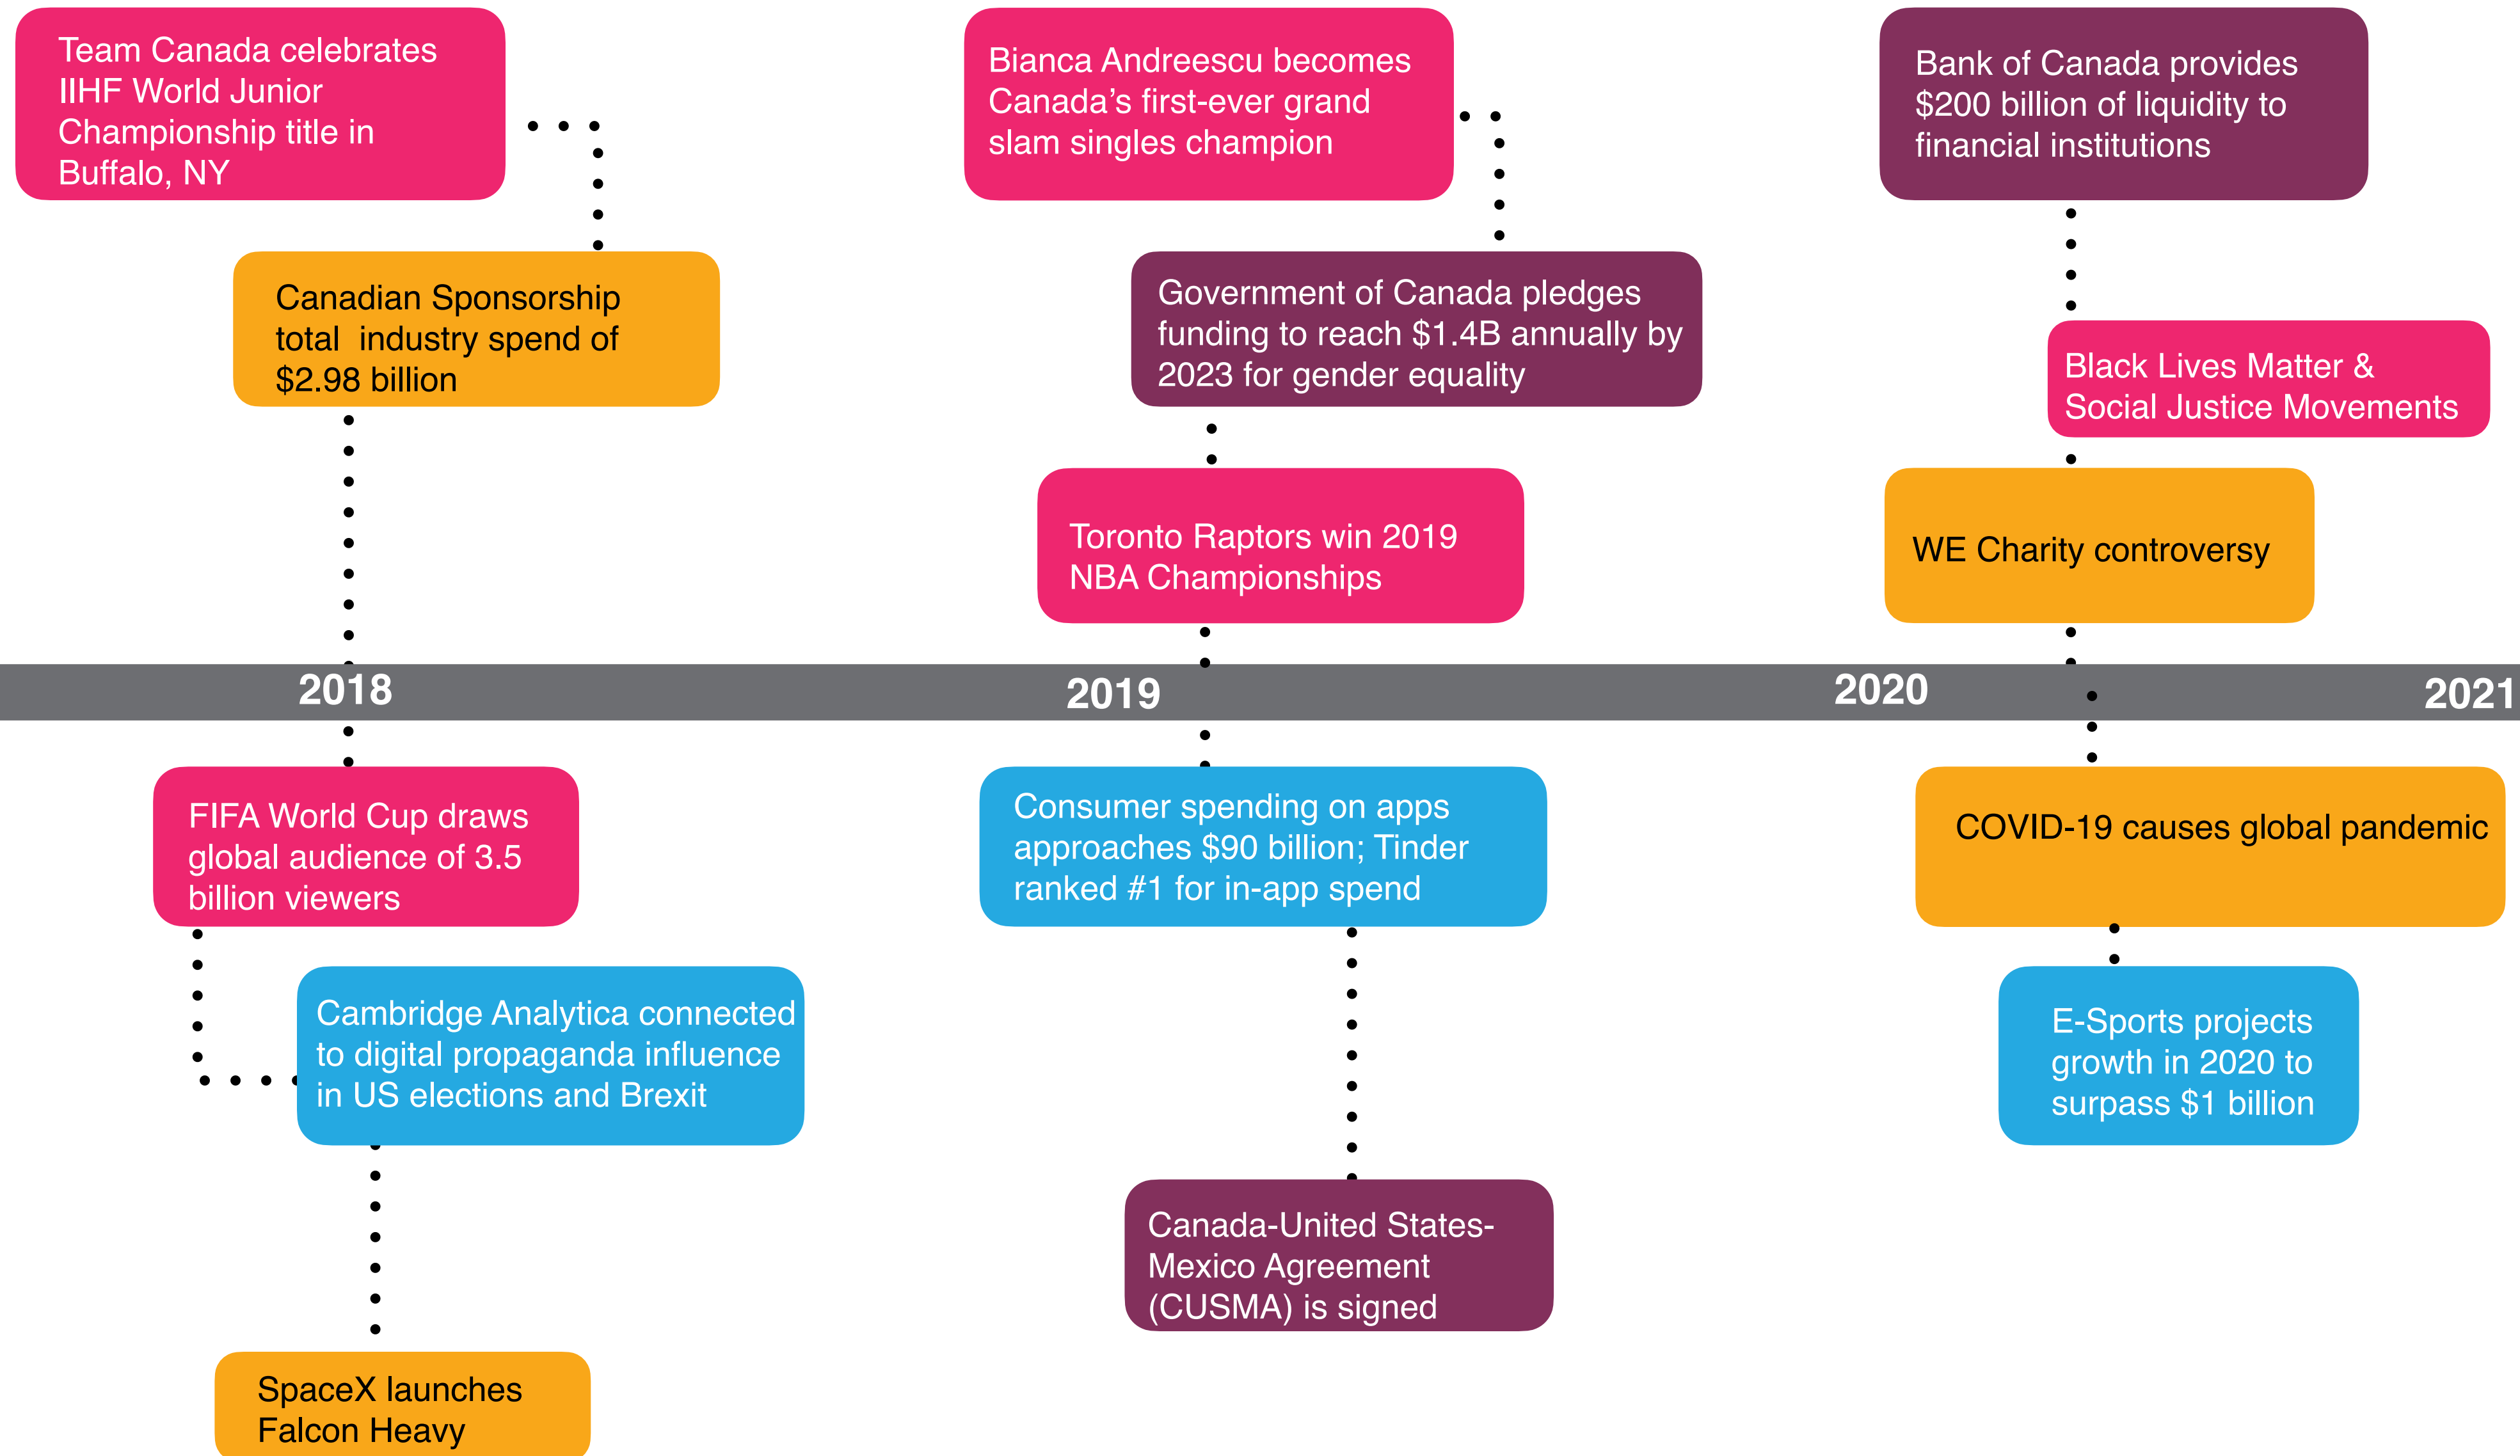 Team Canada celebrates
IIHF World Junior
Championship title in
Buffalo, NY
Canadian Sponsorship
total  industry spend of
$2.98 billion
Bianca Andreescu becomes
Canada’s first-ever grand
slam singles champion
Government of Canada pledges
funding to reach $1.4B annually by
2023 for gender equality
Toronto Raptors win 2019
NBA Championships
Bank of Canada provides
$200 billion of liquidity to
financial institutions
Black Lives Matter &
Social Justice Movements
WE Charity controversy
2018
2019
2020
2021
FIFA World Cup draws
global audience of 3.5
billion viewers
Cambridge Analytica connected
to digital propaganda influence
in US elections and Brexit
SpaceX launches
Falcon Heavy
Consumer spending on apps
approaches $90 billion; Tinder
ranked #1 for in-app spend
Canada-United States-
Mexico Agreement
(CUSMA) is signed
COVID-19 causes global pandemic
E-Sports projects
growth in 2020 to
surpass $1 billion